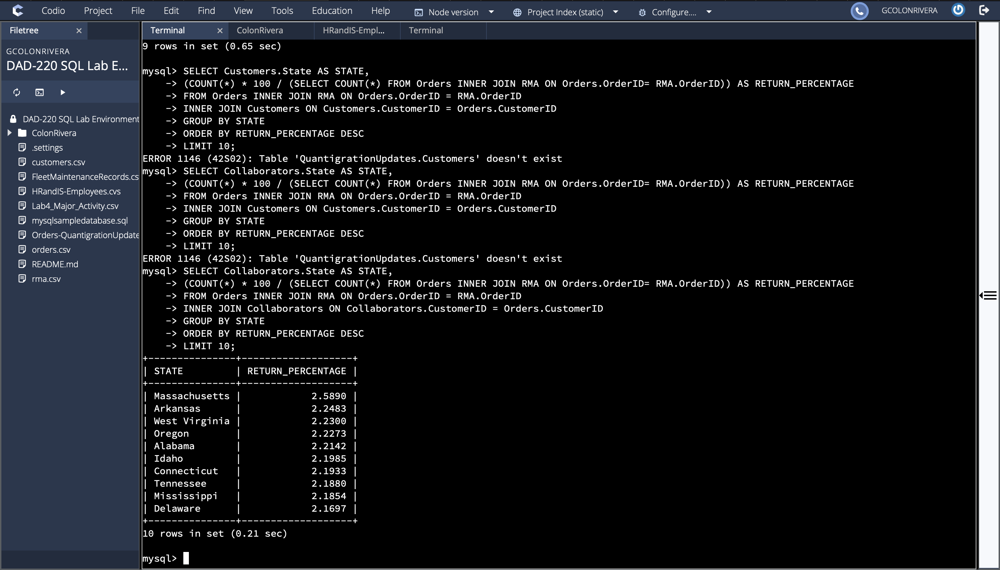 Codio Project File Edit Find View Tools Education Help Node version Project Index (static) Configure.... GCOLONRIVERA
Filetree
Terminal ColonRivera HRandIS-Empl... Terminal
GCOLONRIVERA
DAD-220 SQL Lab E...
DAD-220 SQL Lab Environment
ColonRivera
.settings
customers.csv
FleetMaintenanceRecords.cs
HRandIS-Employees.cvs
Lab4_Major_Activity.csv
mysqlsampledatabase.sql
Orders-QuantigrationUpdate
orders.csv
README.md
rma.csv
9 rows in set (0.65 sec)
mysql> SELECT Customers.State AS STATE,
-> (COUNT(*) * 100 / (SELECT COUNT(*) FROM Orders INNER JOIN RMA ON Orders.OrderID= RMA.OrderID)) AS RETURN_PERCENTAGE
-> FROM Orders INNER JOIN RMA ON Orders.OrderID = RMA.OrderID
-> INNER JOIN Customers ON Customers.CustomerID = Orders.CustomerID
-> GROUP BY STATE
-> ORDER BY RETURN_PERCENTAGE DESC
-> LIMIT 10;
ERROR 1146 (42S02): Table 'QuantigrationUpdates.Customers' doesn't exist
mysql> SELECT Collaborators.State AS STATE,
-> (COUNT(*) * 100 / (SELECT COUNT(*) FROM Orders INNER JOIN RMA ON Orders.OrderID= RMA.OrderID)) AS RETURN_PERCENTAGE
-> FROM Orders INNER JOIN RMA ON Orders.OrderID = RMA.OrderID
-> INNER JOIN Customers ON Customers.CustomerID = Orders.CustomerID
-> GROUP BY STATE
-> ORDER BY RETURN_PERCENTAGE DESC
-> LIMIT 10;
ERROR 1146 (42S02): Table 'QuantigrationUpdates.Customers' doesn't exist
mysql> SELECT Collaborators.State AS STATE,
-> (COUNT(*) * 100 / (SELECT COUNT(*) FROM Orders INNER JOIN RMA ON Orders.OrderID= RMA.OrderID)) AS RETURN_PERCENTAGE
-> FROM Orders INNER JOIN RMA ON Orders.OrderID = RMA.OrderID
-> INNER JOIN Collaborators ON Collaborators.CustomerID = Orders.CustomerID
-> GROUP BY STATE
-> ORDER BY RETURN_PERCENTAGE DESC
-> LIMIT 10;
+---------------+-------------------+
| STATE | RETURN_PERCENTAGE |
+---------------+-------------------+
| Massachusetts | 2.5890 |
| Arkansas | 2.2483 |
| West Virginia | 2.2300 |
| Oregon | 2.2273 |
| Alabama | 2.2142 |
| Idaho | 2.1985 |
| Connecticut | 2.1933 |
| Tennessee | 2.1880 |
| Mississippi | 2.1854 |
| Delaware | 2.1697 |
+---------------+-------------------+
10 rows in set (0.21 sec)
mysql>